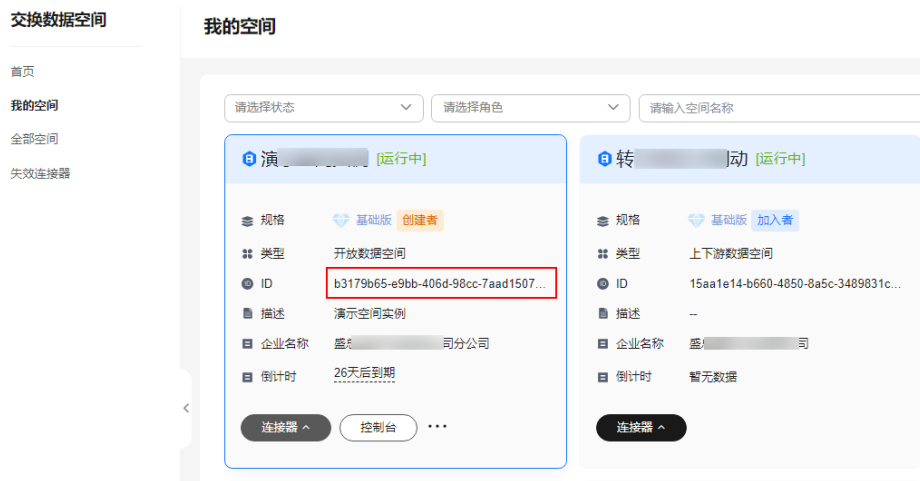 交换数据空间
首页
我的空间
全部空间
失效连接器
我的空间
请选择状态
请选择角色
请输入空间名称
演 [运行中]
规格 基础版 创建者
类型 开放数据空间
ID b3179b65-e9bb-406d-98cc-7aad1507...
描述 演示空间实例
企业名称 盛 司分公司
倒计时 26天后到期
连接器
控制台
...
转 动 [运行中]
规格 基础版 加入者
类型 上下游数据空间
ID 15aa1e14-b660-4850-8a5c-3489831c...
描述 --
企业名称 盛 司
倒计时 暂无数据
连接器